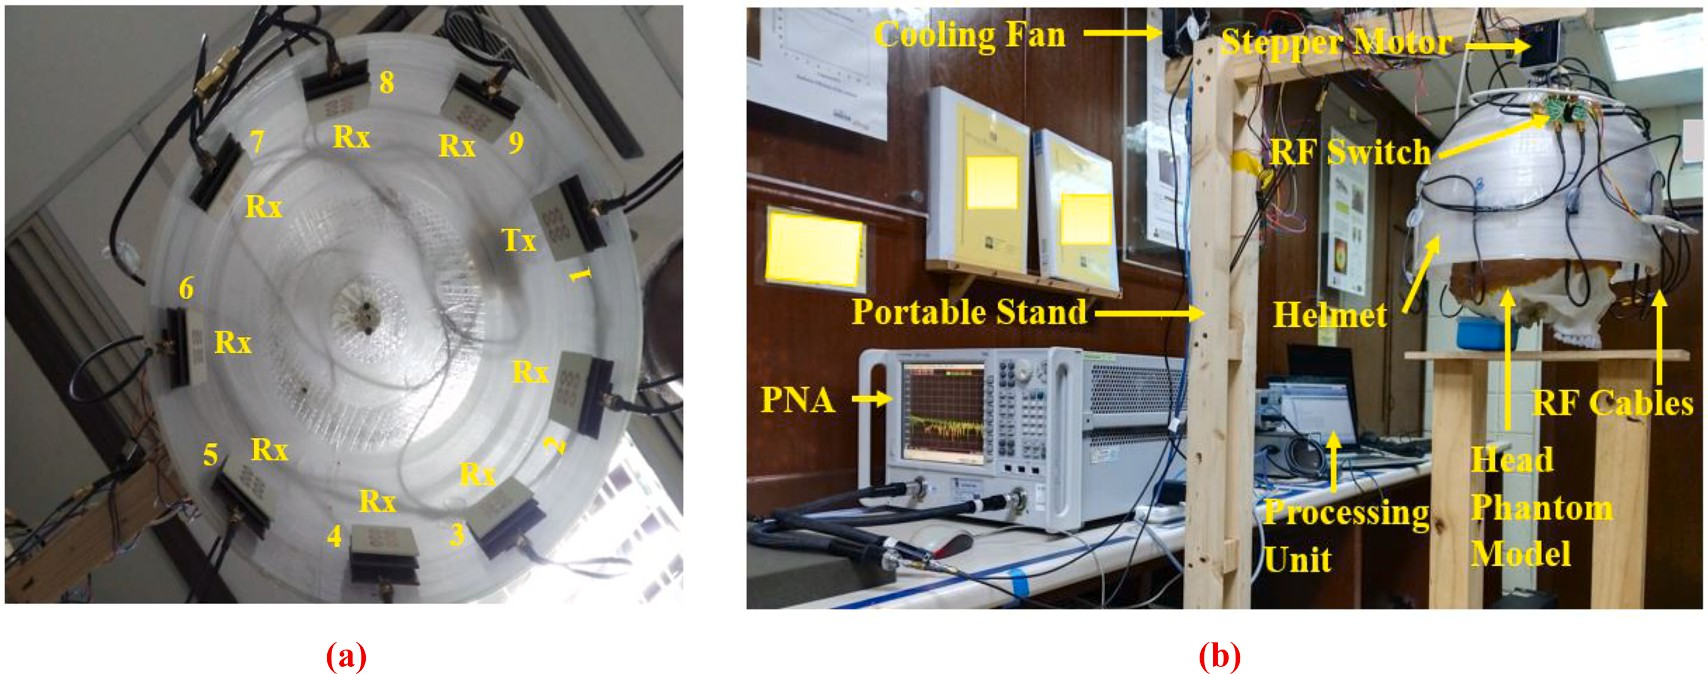 8
Rx
9
Rx
7
Rx
Tx
1
6
Rx
Rx
2
5
Rx
Rx
3
4
Rx
(a)
Cooling Fan
Stepper Motor
RF Switch
Portable Stand
Helmet
PNA
RF Cables
Processing
Unit
Head
Phantom
Model
(b)